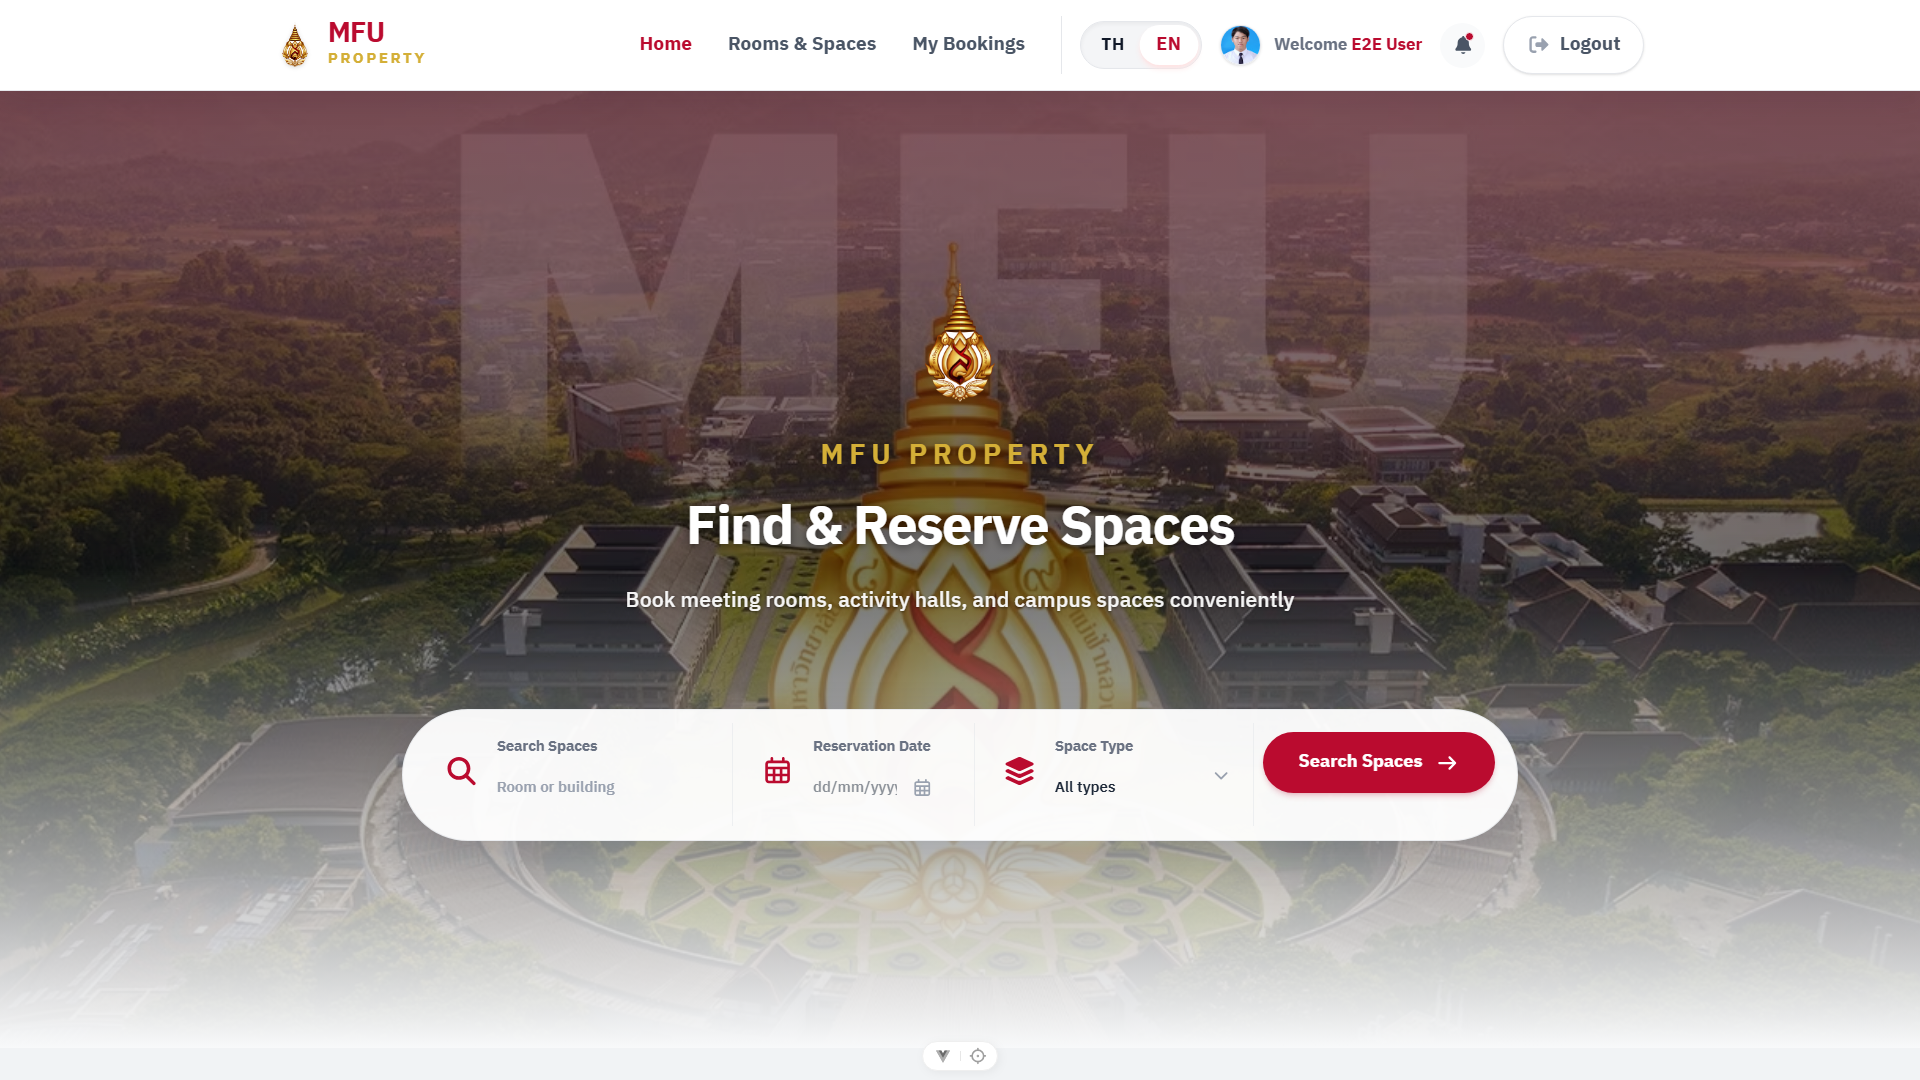 MFU
PROPERTY
Home
Rooms & Spaces
My Bookings
TH
EN
Welcome E2E User
Logout
MFU
MFU PROPERTY
Find & Reserve Spaces
Book meeting rooms, activity halls, and campus spaces conveniently
Search Spaces
Room or building
Reservation Date
dd/mm/yyyy
Space Type
All types
Search Spaces